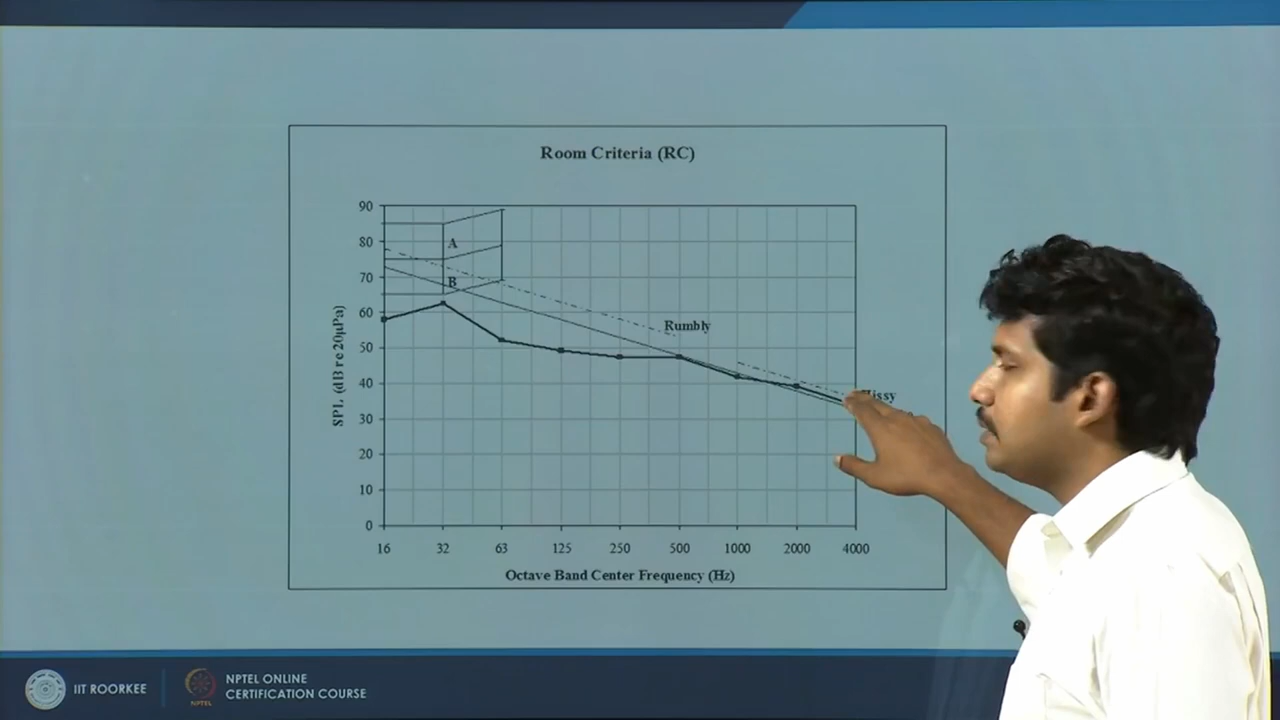 Room Criteria (RC)
90
80
70
60
50
40
30
20
10
0
A
B
Rumbly
SPL (dB re 20µPa)
16 32 63 125 250 500 1000 2000 4000
Octave Band Center Frequency (Hz)
IIT ROORKEE
NPTEL
NPTEL ONLINE
CERTIFICATION COURSE